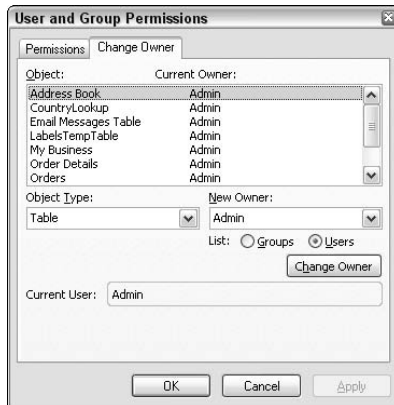 User and Group Permissions
Permissions Change Owner
Object: Current Owner:
Address Book Admin
CountryLookup Admin
Email Messages Table Admin
LabelsTempTable Admin
My Business Admin
Order Details Admin
Orders Admin
Object Type: New Owner:
Table Admin
List: Groups Users
Change Owner
Current User: Admin
OK Cancel Apply